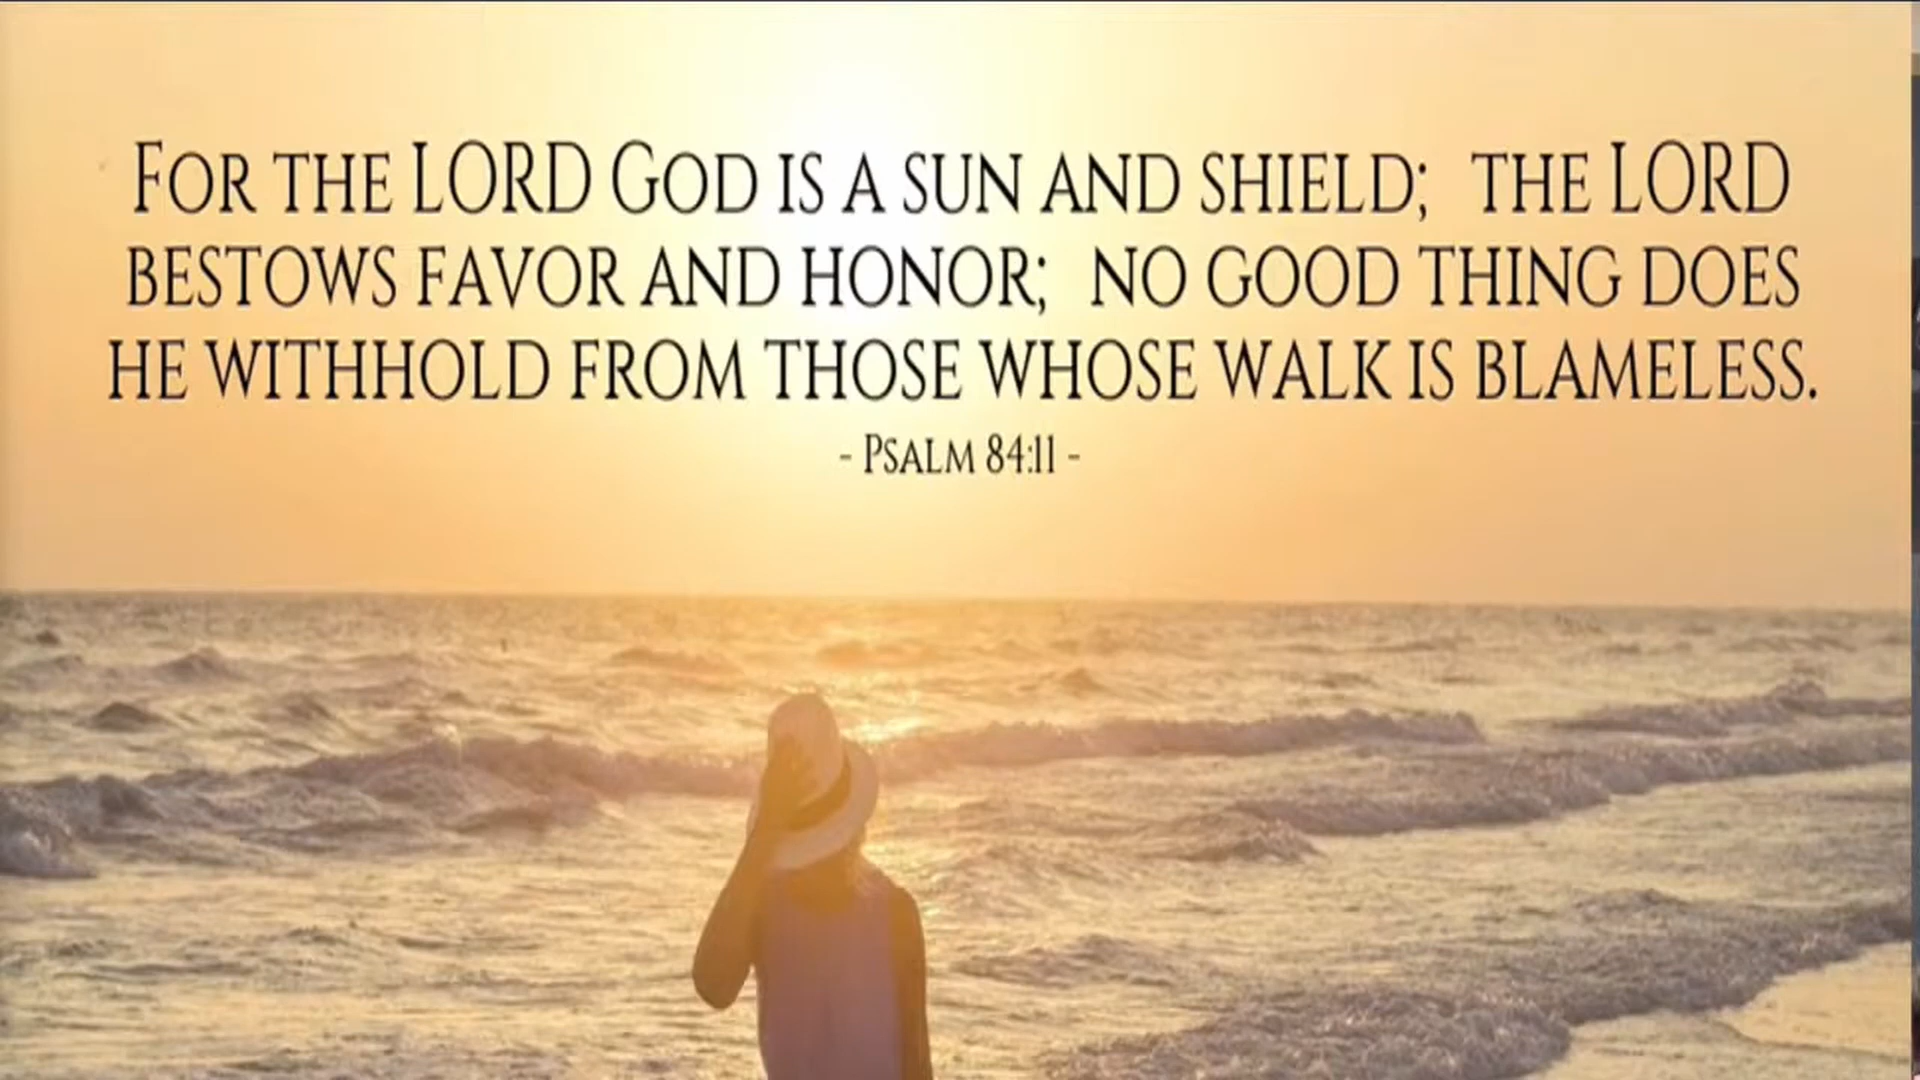 For the LORD God is a sun and shield; the LORD
bestows favor and honor; no good thing does
he withhold from those whose walk is blameless.
- Psalm 84:11 -